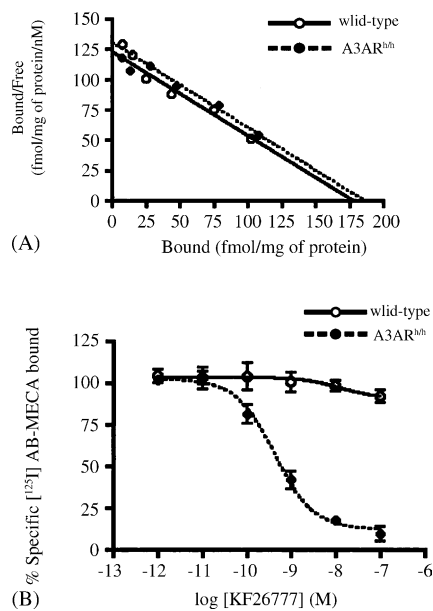 wlid-type
A3ARh/h
Bound/Free
(fmol/mg of protein/nM)
150
125
100
75
50
25
0
0 25 50 75 100 125 150 175 200
(A)
Bound (fmol/mg of protein)
wlid-type
A3ARh/h
% Specific [125I] AB-MECA bound
125
100
75
50
25
0
-13 -12 -11 -10 -9 -8 -7 -6
(B)
log [KF26777] (M)